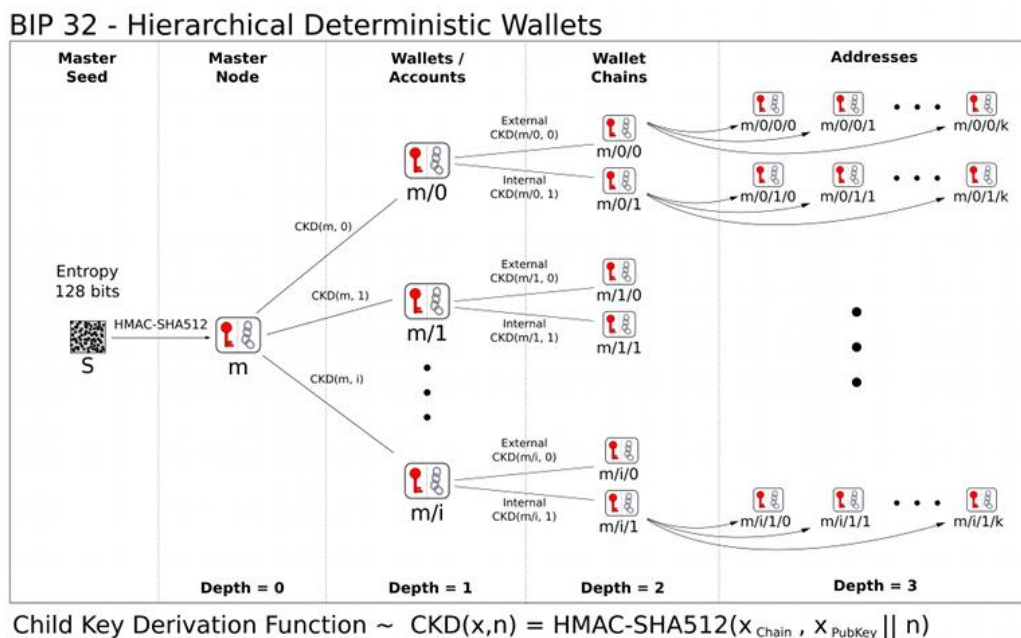 BIP 32 - Hierarchical Deterministic Wallets
Master
Seed
Master
Node
Wallets /
Accounts
Wallet
Chains
Addresses
Entropy
128 bits
HMAC-SHA512
S
m
CKD(m, 0)
CKD(m, 1)
CKD(m, i)
m/0
External
CKD(m/0, 0)
Internal
CKD(m/0, 1)
m/0/0
m/0/1
m/0/0/0
m/0/0/1
m/0/0/k
m/0/1/0
m/0/1/1
m/0/1/k
m/1
External
CKD(m/1, 0)
Internal
CKD(m/1, 1)
m/1/0
m/1/1
m/i
External
CKD(m/i, 0)
Internal
CKD(m/i, 1)
m/i/0
m/i/1
m/i/1/0
m/i/1/1
m/i/1/k
Depth = 0
Depth = 1
Depth = 2
Depth = 3
Child Key Derivation Function ~ CKD(x,n) = HMAC-SHA512(x Chain , x PubKey || n)